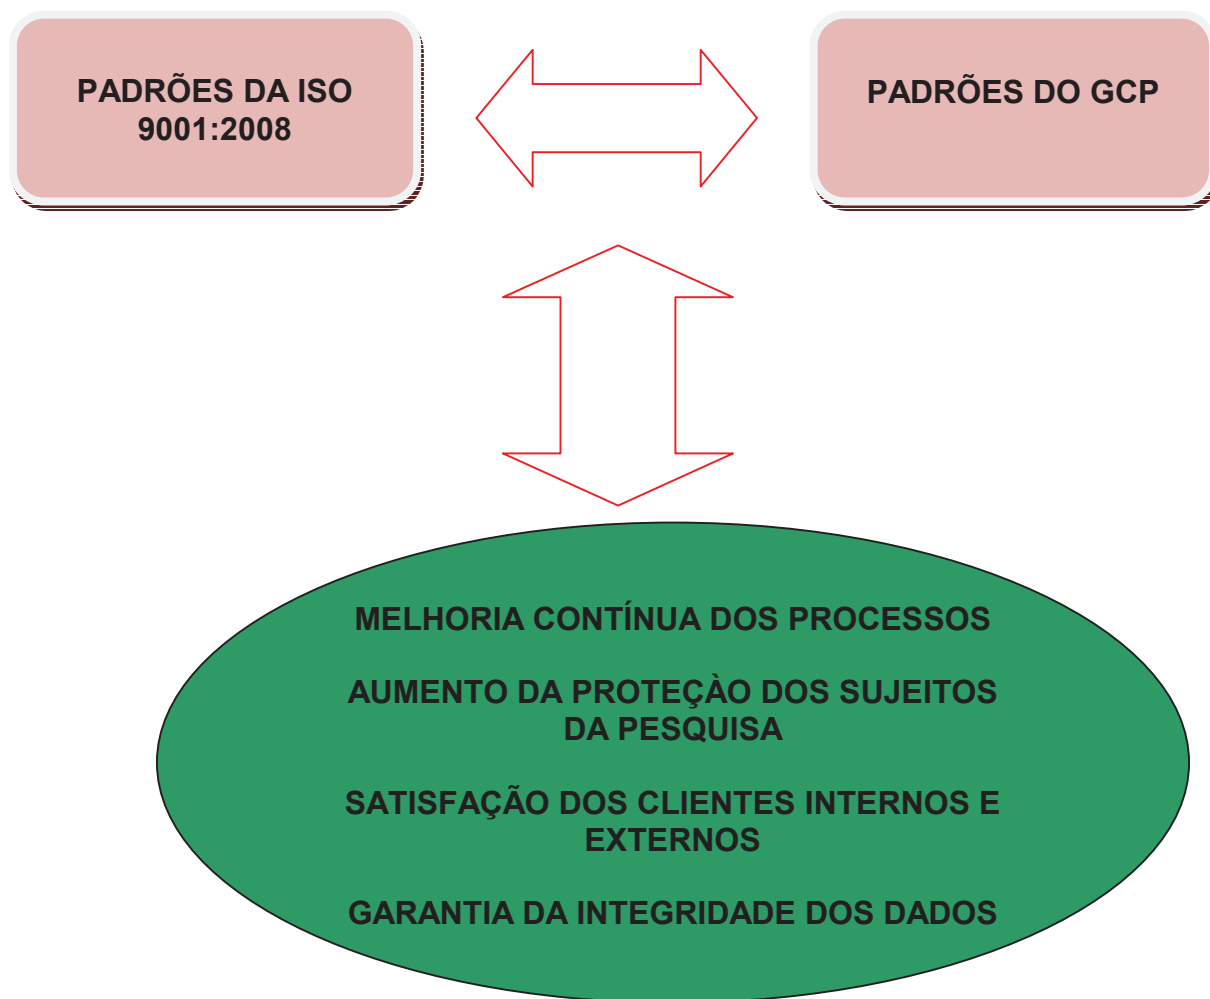 PADRÕES DA ISO
9001:2008
PADRÕES DO GCP
MELHORIA CONTÍNUA DOS PROCESSOS
AUMENTO DA PROTEÇÀO DOS SUJEITOS
DA PESQUISA
SATISFAÇÃO DOS CLIENTES INTERNOS E
EXTERNOS
GARANTIA DA INTEGRIDADE DOS DADOS